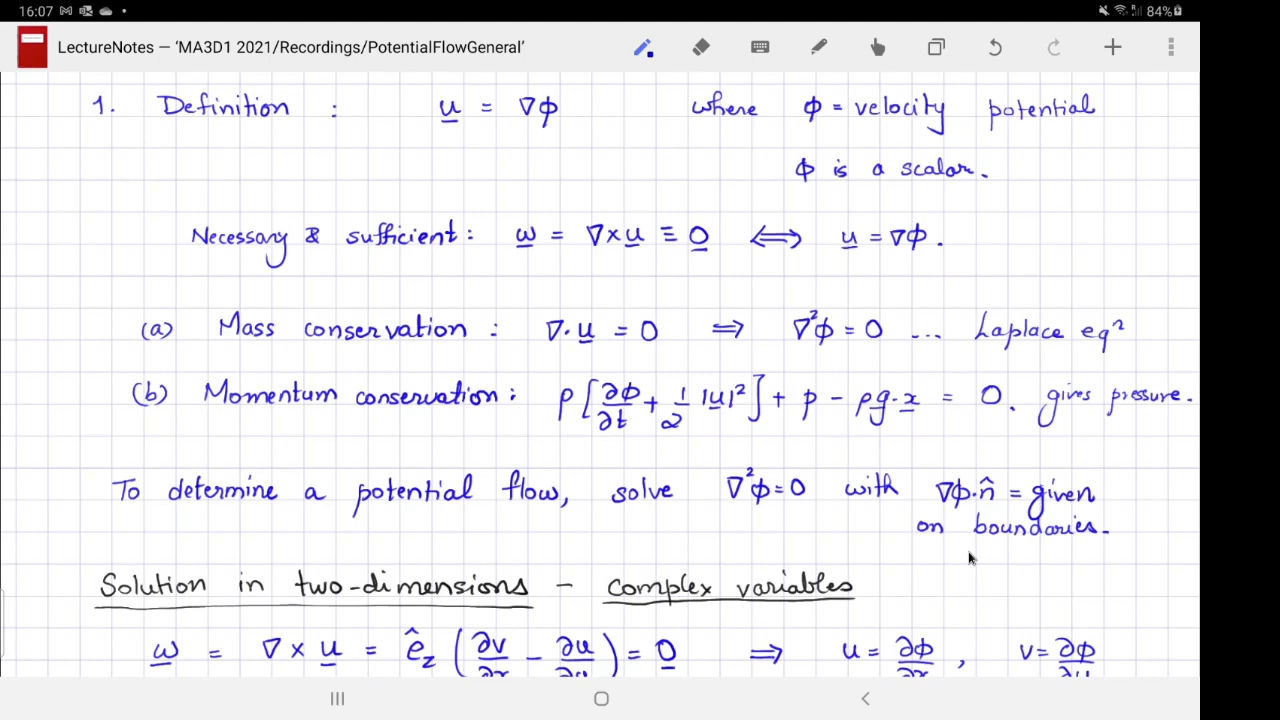 16:07 84%
LectureNotes — ‘MA3D1 2021/Recordings/PotentialFlowGeneral’
1. Definition : u = ∇φ where φ = velocity potential
φ is a scalar.
Necessary & sufficient : ω = ∇×u ≡ 0 ⟺ u = ∇φ.
(a) Mass conservation : ∇·u = 0 ⇒ ∇²φ = 0 ... Laplace eqⁿ
(b) Momentum conservation : ρ[∂φ/∂t + 1/2 |u|²] + p − ρg·x = 0. gives pressure.
To determine a potential flow, solve ∇²φ=0 with ∇φ·n̂ = given
on boundaries.
Solution in two-dimensions – complex variables
ω = ∇ × u = ê_z (∂v/∂x − ∂u/∂y) = 0 ⇒ u = ∂φ/∂x , v = ∂φ/∂y